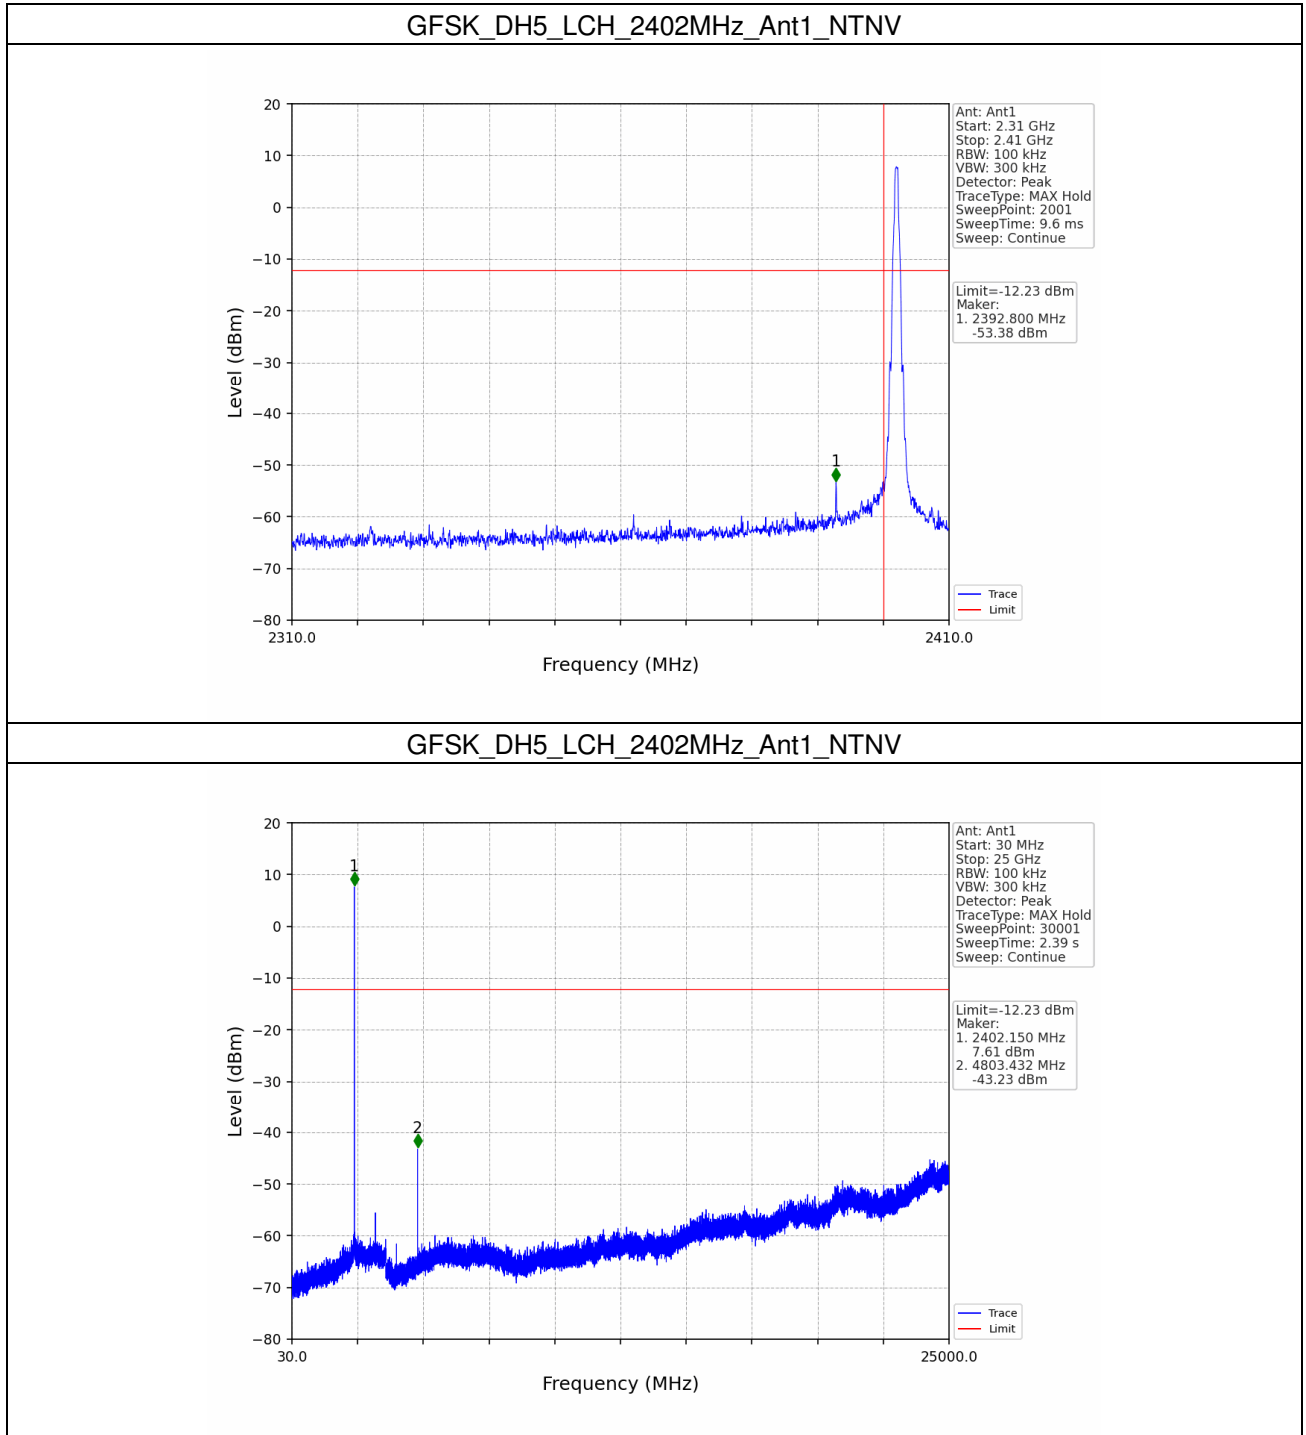 GFSK_DH5_LCH_2402MHz_Ant1_NTNV
20
10
0
−10
−20
−30
−40
−50
−60
−70
−80
Level (dBm)
1
2310.0
2410.0
Frequency (MHz)
Ant: Ant1
Start: 2.31 GHz
Stop: 2.41 GHz
RBW: 100 kHz
VBW: 300 kHz
Detector: Peak
TraceType: MAX Hold
SweepPoint: 2001
SweepTime: 9.6 ms
Sweep: Continue
Limit=-12.23 dBm
Maker:
1. 2392.800 MHz
-53.38 dBm
Trace
Limit
GFSK_DH5_LCH_2402MHz_Ant1_NTNV
20
10
0
−10
−20
−30
−40
−50
−60
−70
−80
Level (dBm)
1
2
30.0
25000.0
Frequency (MHz)
Ant: Ant1
Start: 30 MHz
Stop: 25 GHz
RBW: 100 kHz
VBW: 300 kHz
Detector: Peak
TraceType: MAX Hold
SweepPoint: 30001
SweepTime: 2.39 s
Sweep: Continue
Limit=-12.23 dBm
Maker:
1. 2402.150 MHz
7.61 dBm
2. 4803.432 MHz
-43.23 dBm
Trace
Limit